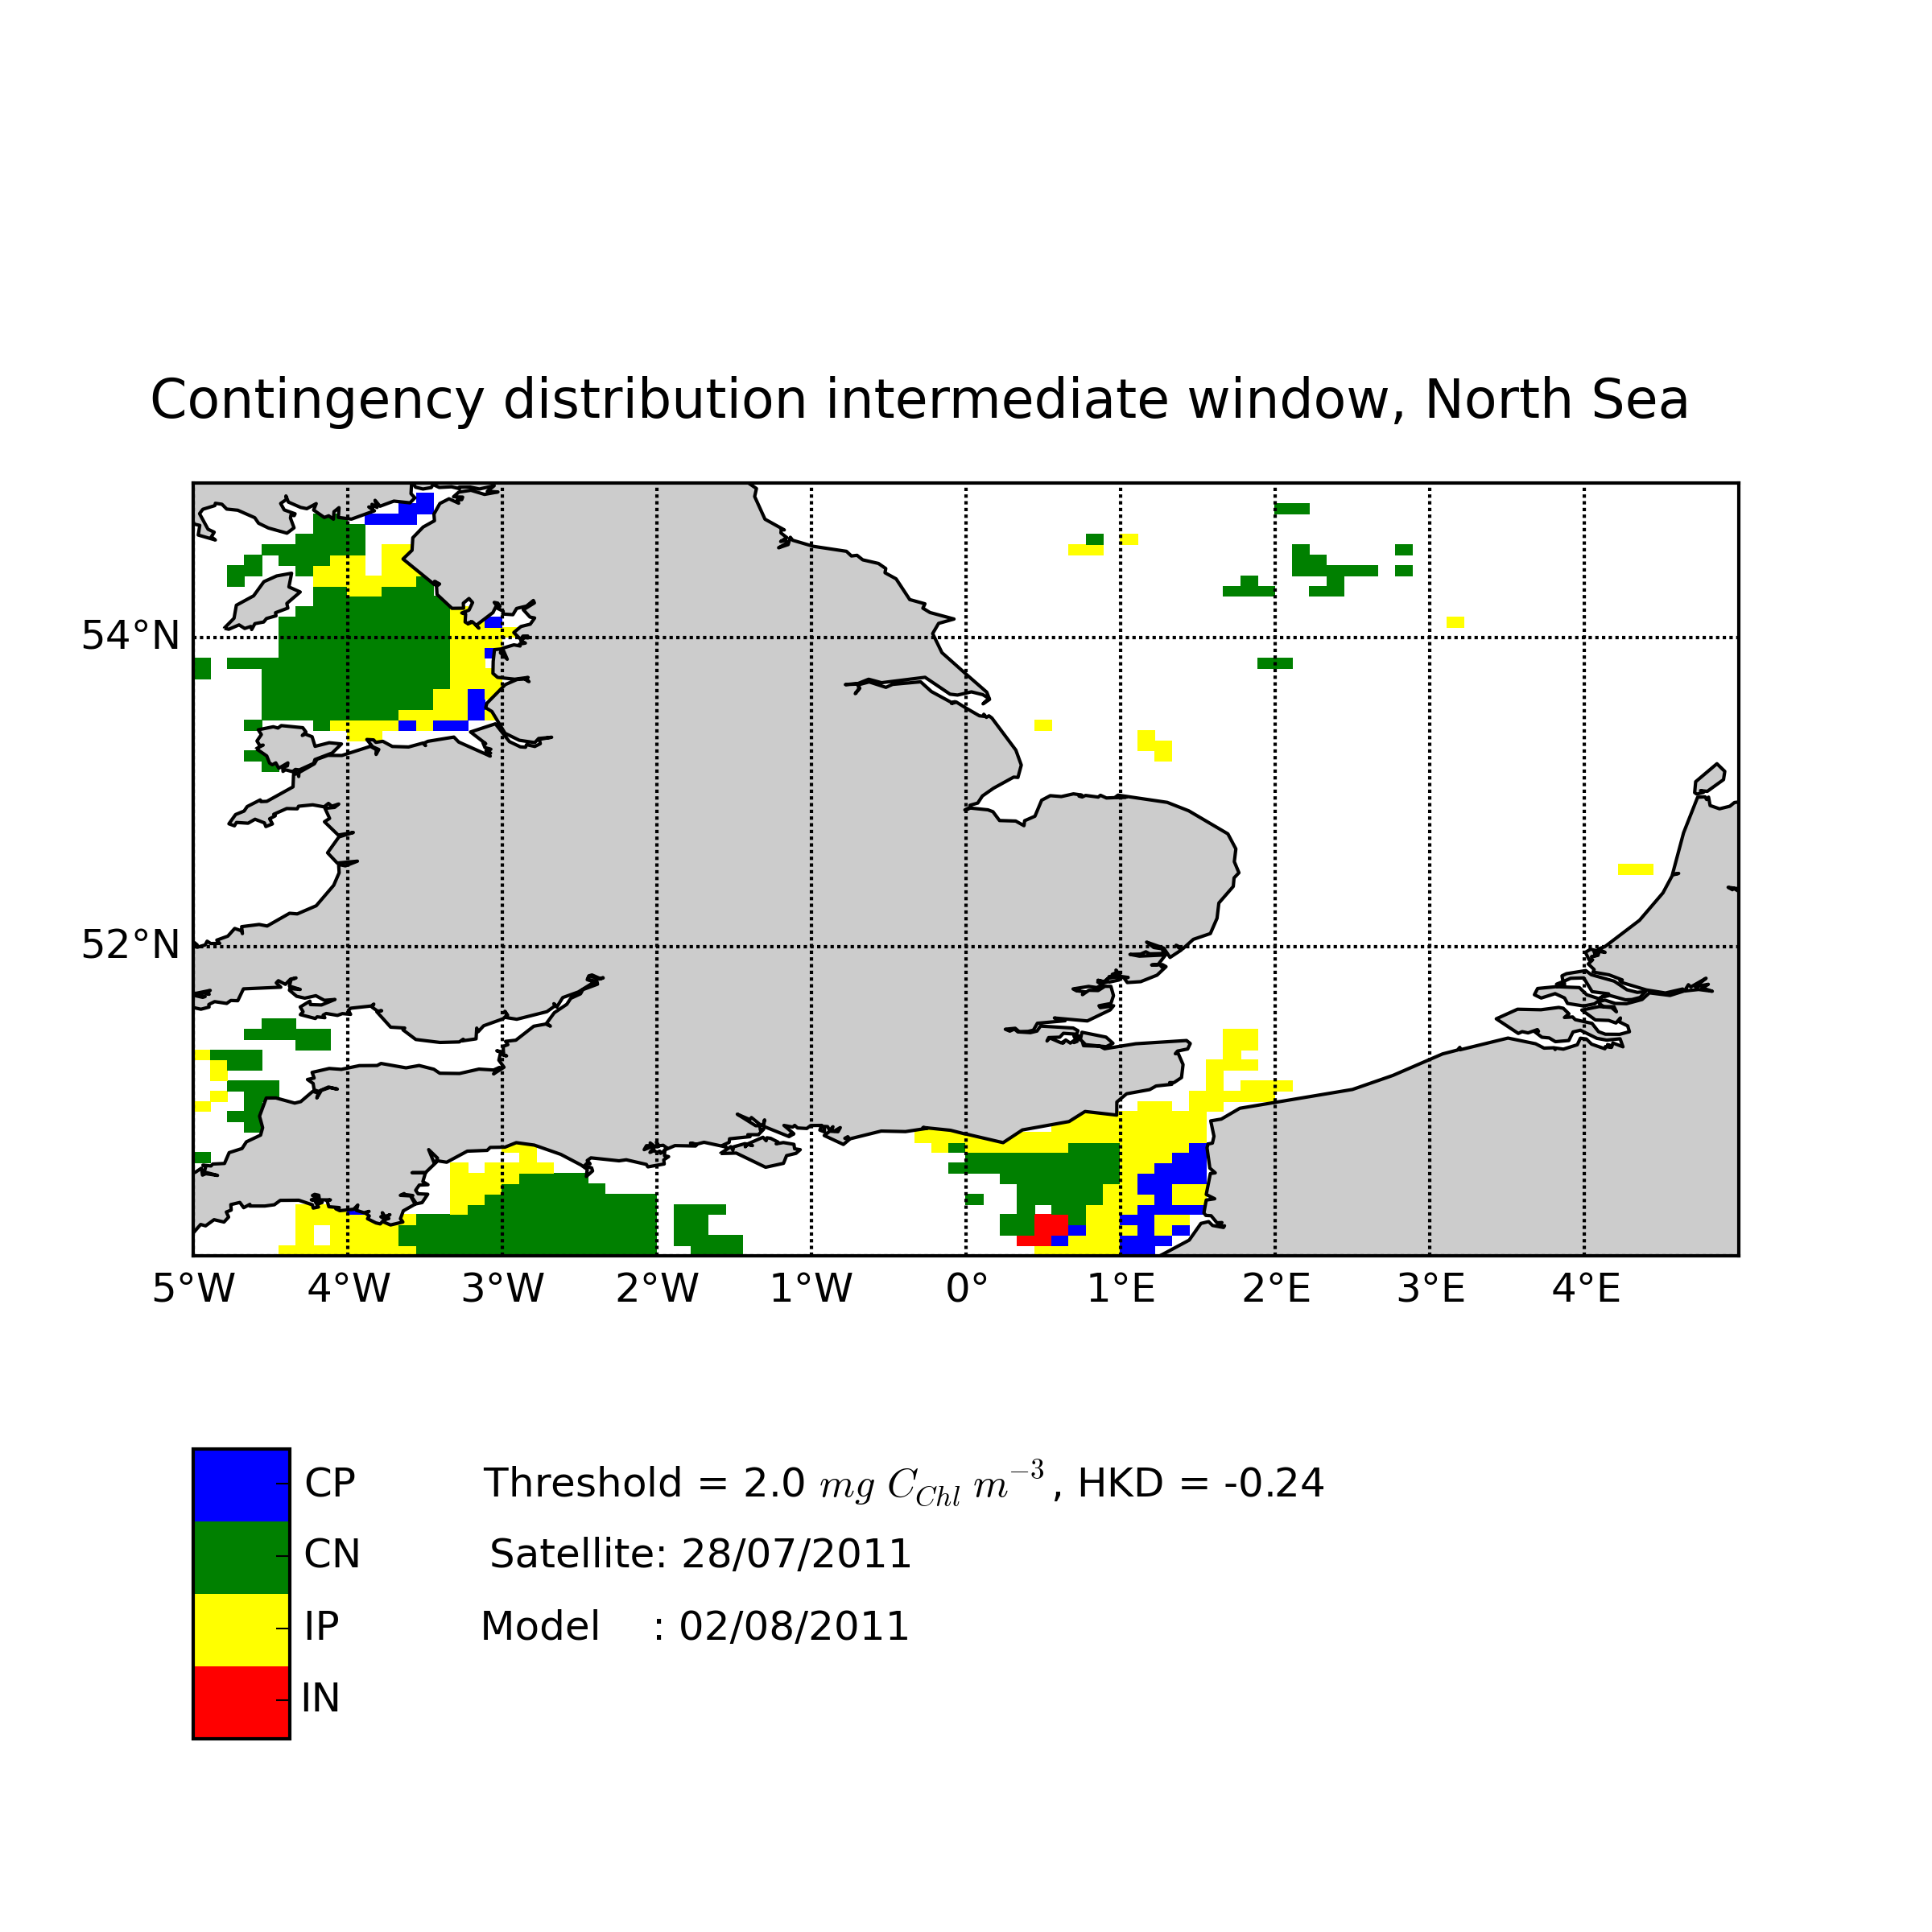 Contingency distribution intermediate window, North Sea
54°N
52°N
5°W 4°W 3°W 2°W 1°W 0° 1°E 2°E 3°E 4°E
CP Threshold = 2.0 mg C_Chl m^−3, HKD = -0.24
CN Satellite: 28/07/2011
IP Model : 02/08/2011
IN